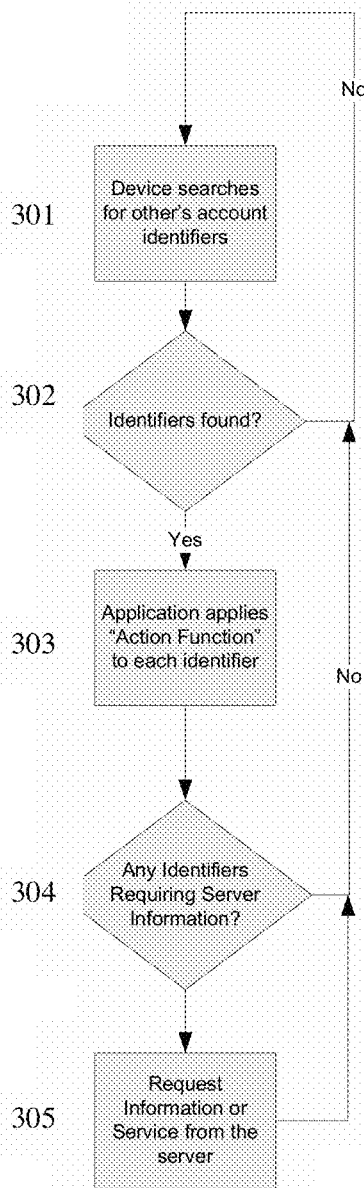 No
301
Device searches
for other's account
identifiers
302
Identifiers found?
Yes
303
Application applies
“Action Function”
to each identifier
No
304
Any Identifiers
Requiring Server
Information?
305
Request
Information or
Service from the
server